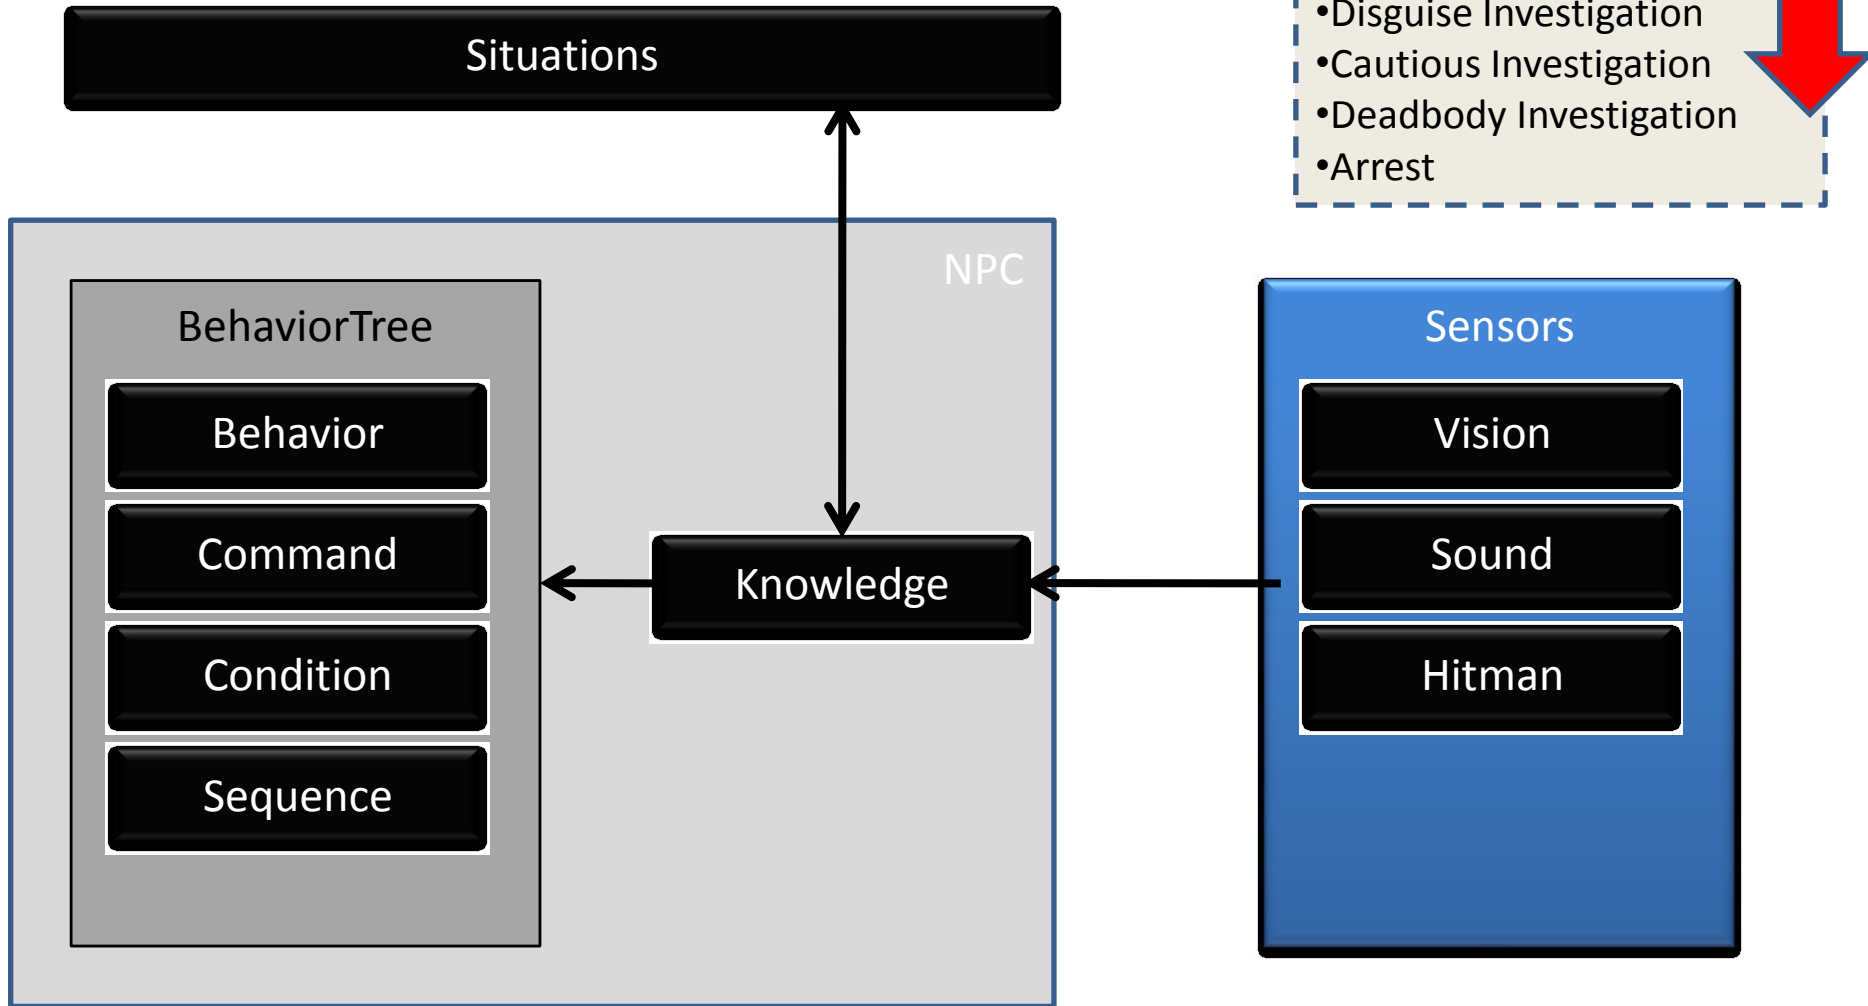 Situations
•Disguise Investigation
•Cautious Investigation
•Deadbody Investigation
•Arrest
NPC
BehaviorTree
Behavior
Command
Condition
Sequence
Knowledge
Sensors
Vision
Sound
Hitman